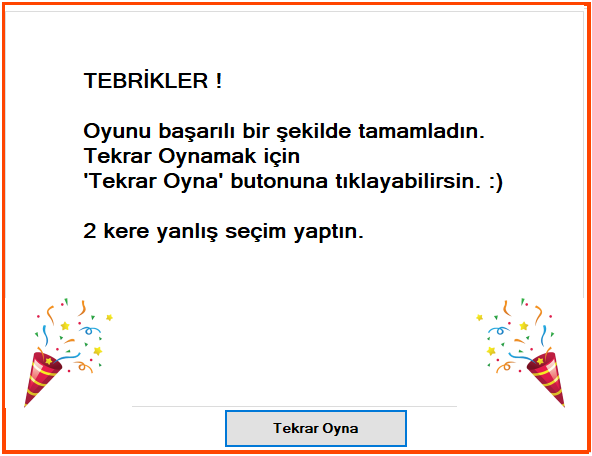 TEBRİKLER !
Oyunu başarılı bir şekilde tamamladın.
Tekrar Oynamak için
'Tekrar Oyna' butonuna tıklayabilirsin. :)
2 kere yanlış seçim yaptın.
Tekrar Oyna